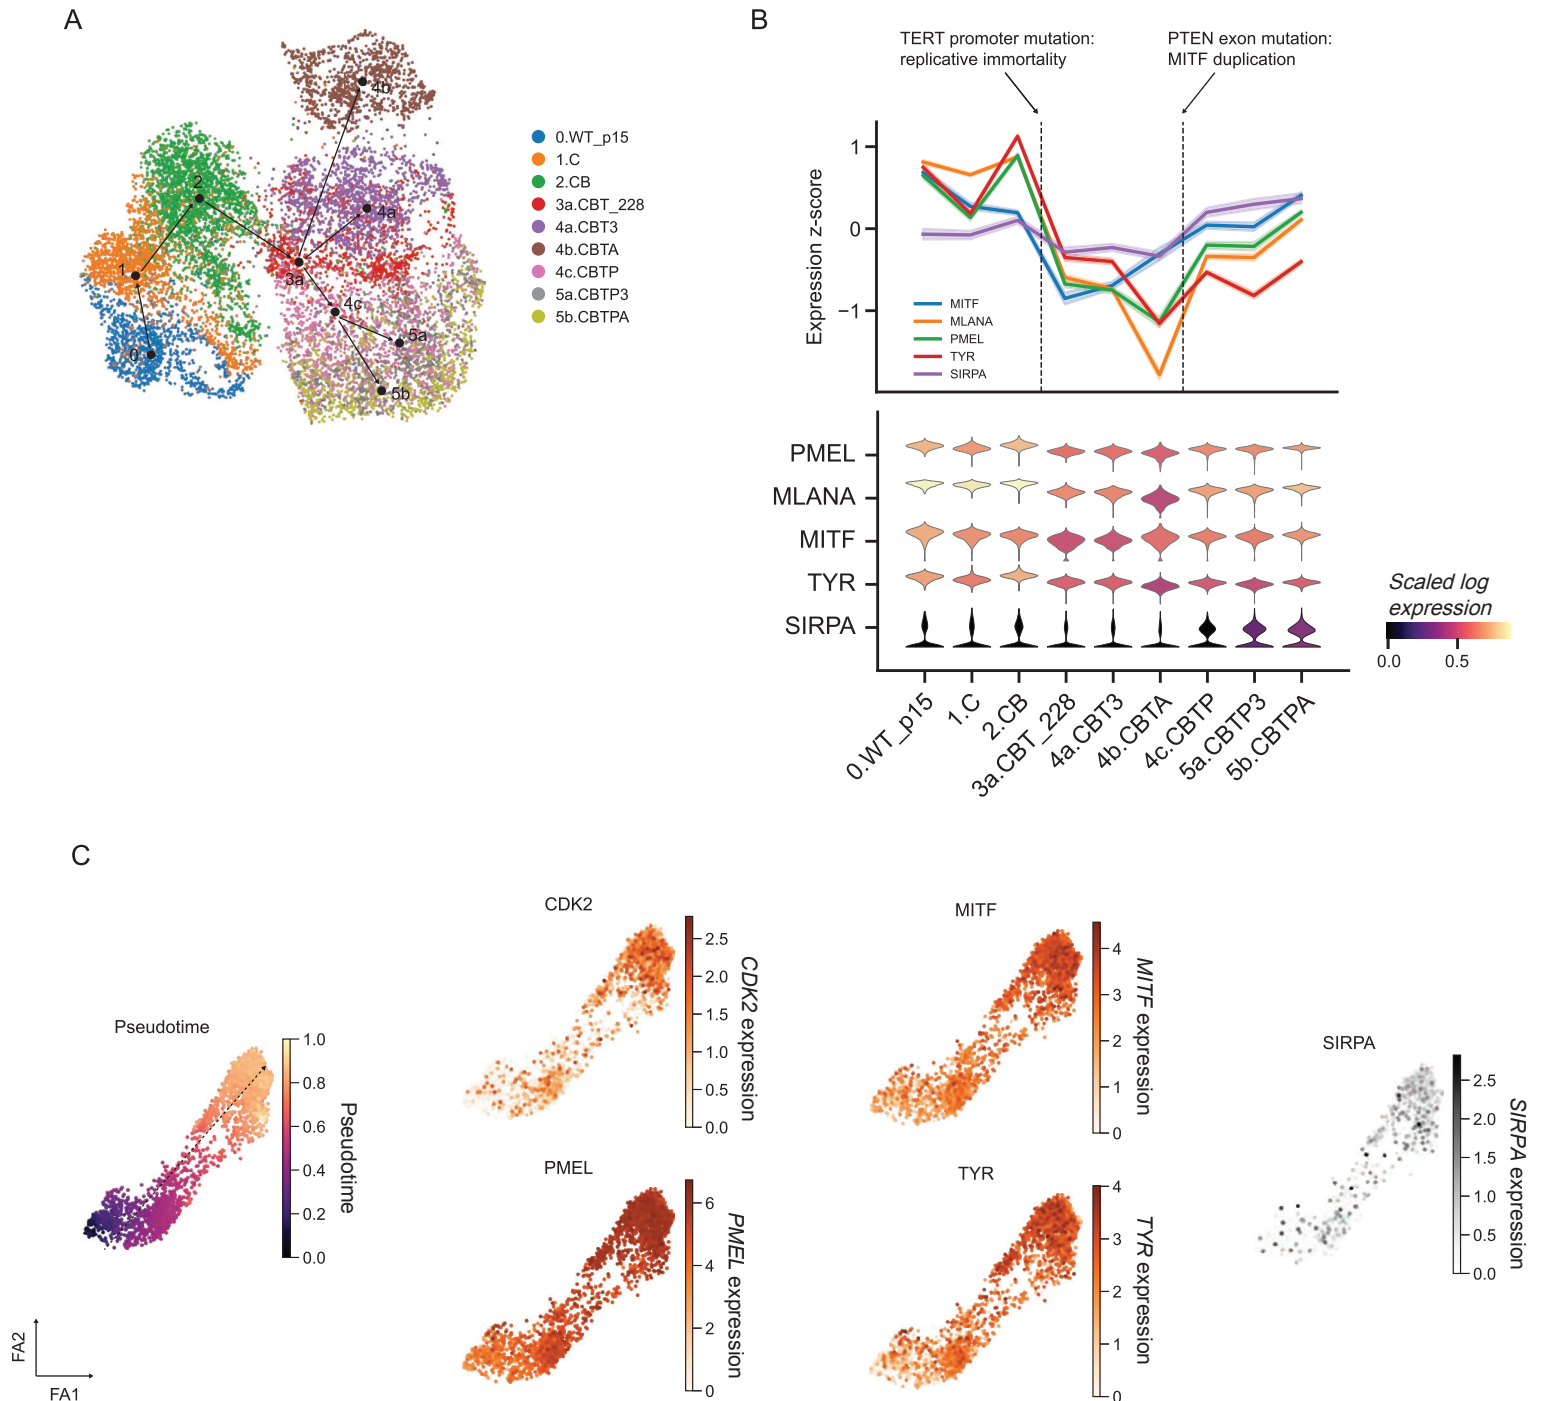 A
4b
2
4a
1
3a
4c
5a
0
5b
0.WT_p15
1.C
2.CB
3a.CBT_228
4a.CBT3
4b.CBTA
4c.CBTP
5a.CBTP3
5b.CBTPA
B
TERT promoter mutation:
replicative immortality
PTEN exon mutation:
MITF duplication
Expression z-score
1
0
−1
MITF
MLANA
PMEL
TYR
SIRPA
PMEL
MLANA
MITF
TYR
SIRPA
0.WT_p15
1.C
2.CB
3a.CBT_228
4a.CBT3
4b.CBTA
4c.CBTP
5a.CBTP3
5b.CBTPA
Scaled log
expression
0.0
0.5
C
Pseudotime
1.0
0.8
0.6
0.4
0.2
0.0
Pseudotime
FA2
FA1
CDK2
2.5
2.0
1.5
1.0
0.5
0.0
CDK2 expression
MITF
4
3
2
1
0
MITF expression
PMEL
6
4
2
0
PMEL expression
TYR
4
3
2
1
0
TYR expression
SIRPA
2.5
2.0
1.5
1.0
0.5
0.0
SIRPA expression